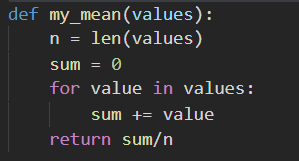 def my_mean(values):
    n = len(values)
    sum = 0
    for value in values:
        sum += value
    return sum/n